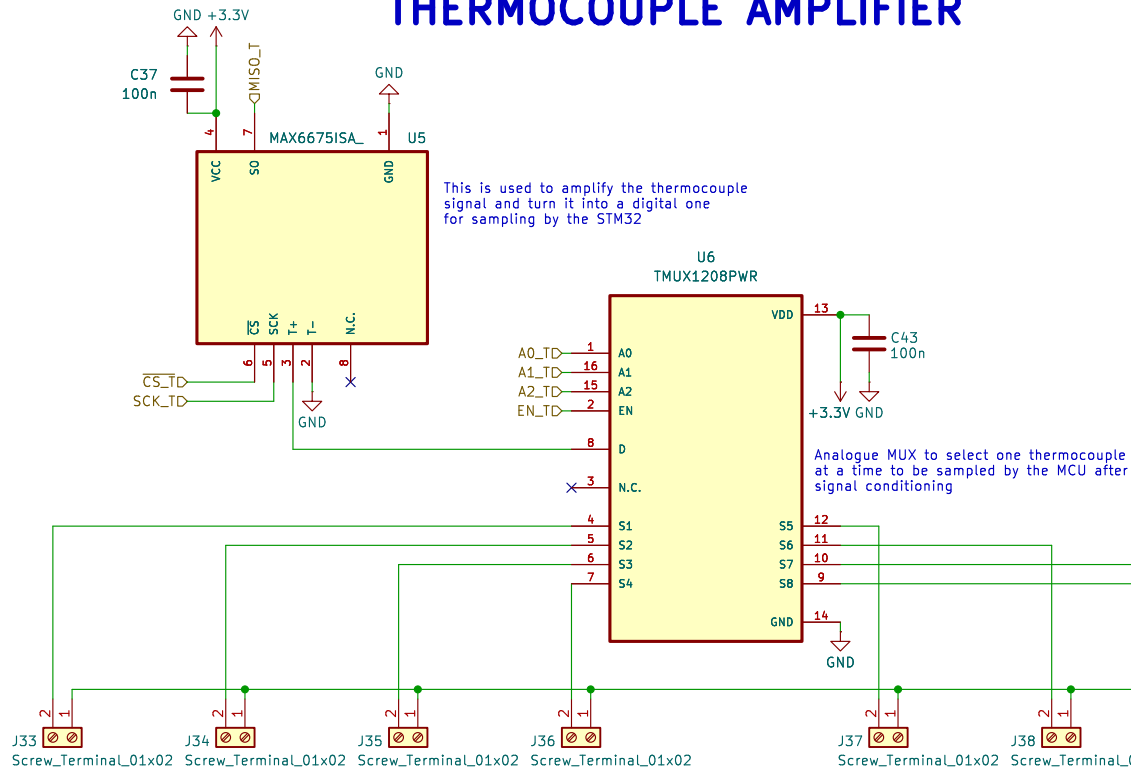 THERMOCOUPLE AMPLIFIER
GND +3.3V
MISO_T
C37
100n
GND
4
7
1
MAX6675ISA_ U5
VCC
SO
GND
This is used to amplify the thermocouple
signal and turn it into a digital one
for sampling by the STM32
CS
SCK
T+
T-
N.C.
6
5
3
2
8
CS_T
SCK_T
GND
U6
TMUX1208PWR
VDD 13
C43
100n
+3.3V GND
A0_T 1 A0
A1_T 16 A1
A2_T 15 A2
EN_T 2 EN
8 D
3 N.C.
Analogue MUX to select one thermocouple
at a time to be sampled by the MCU after
signal conditioning
4 S1 S5 12
5 S2 S6 11
6 S3 S7 10
7 S4 S8 9
GND 14
GND
2 1 2 1 2 1 2 1 2 1 2 1
J33 J34 J35 J36 J37 J38
Screw_Terminal_01x02 Screw_Terminal_01x02 Screw_Terminal_01x02 Screw_Terminal_01x02 Screw_Terminal_01x02 Screw_Terminal_0